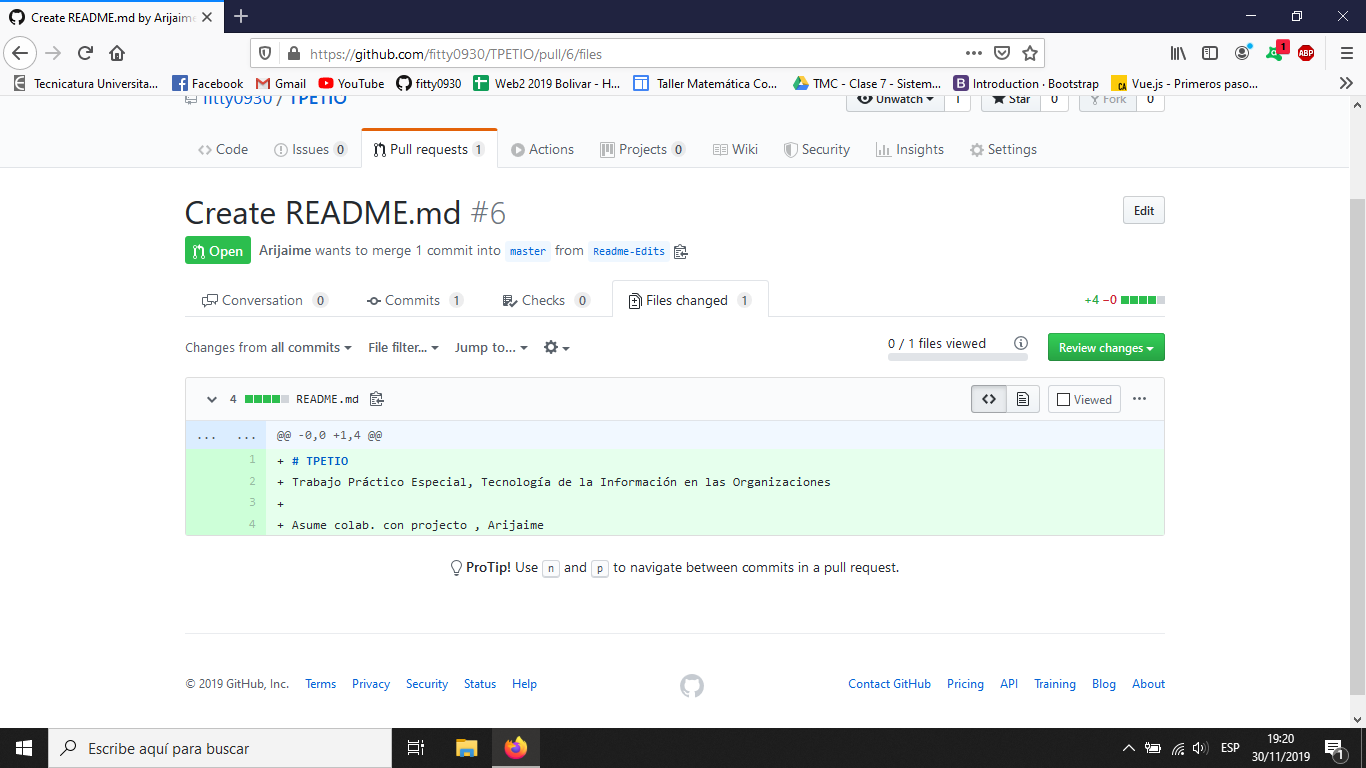 Create README.md by Arijaime
https://github.com/fitty0930/TPETIO/pull/6/files
1
ABP
Tecnicatura Universita...
Facebook
Gmail
YouTube
fitty0930
Web2 2019 Bolivar - H...
Taller Matemática Co...
TMC - Clase 7 - Sistem...
Introduction · Bootstrap
Vue.js - Primeros paso...
fitty0930 / TPETIO
Unwatch 1
Star 0
Fork 0
Code
Issues 0
Pull requests 1
Actions
Projects 0
Wiki
Security
Insights
Settings
Create README.md #6
Edit
Open
Arijaime wants to merge 1 commit into master from Readme-Edits
Conversation 0
Commits 1
Checks 0
Files changed 1
+4 −0
Changes from all commits
File filter...
Jump to...
0 / 1 files viewed
Review changes
4 README.md
Viewed
... ... @@ -0,0 +1,4 @@
1 + # TPETIO
2 + Trabajo Práctico Especial, Tecnología de la Información en las Organizaciones
3 +
4 + Asume colab. con projecto , Arijaime
ProTip! Use n and p to navigate between commits in a pull request.
© 2019 GitHub, Inc.
Terms
Privacy
Security
Status
Help
Contact GitHub
Pricing
API
Training
Blog
About
Escribe aquí para buscar
ESP
19:20
30/11/2019
1